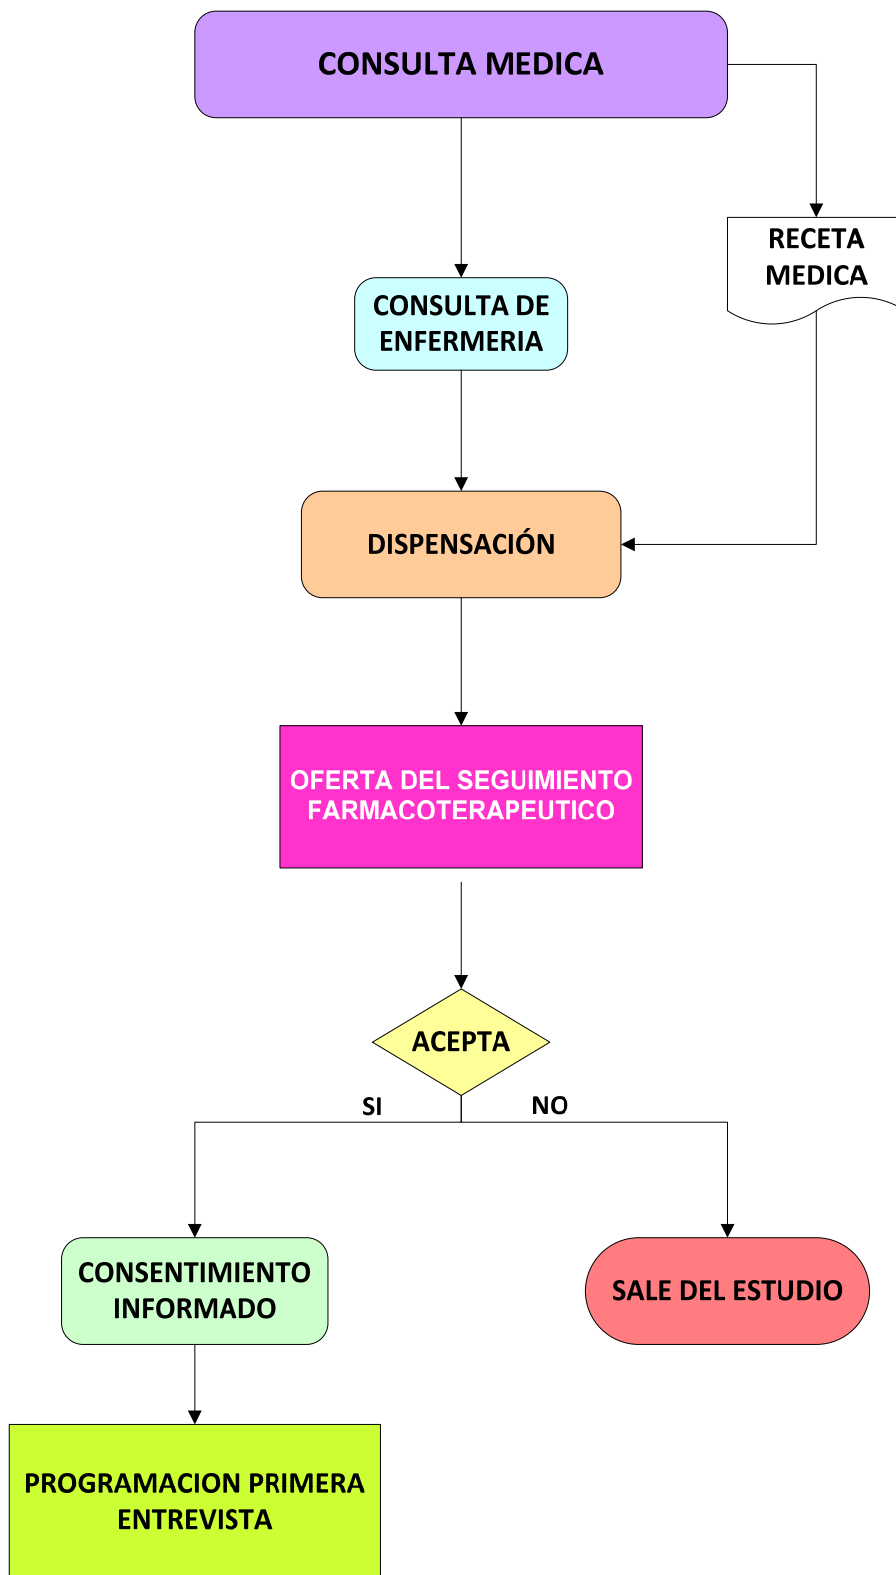 CONSULTA MEDICA
RECETA
MEDICA
CONSULTA DE
ENFERMERIA
DISPENSACIÓN
OFERTA DEL SEGUIMIENTO
FARMACOTERAPEUTICO
ACEPTA
SI
NO
CONSENTIMIENTO
INFORMADO
SALE DEL ESTUDIO
PROGRAMACION PRIMERA
ENTREVISTA